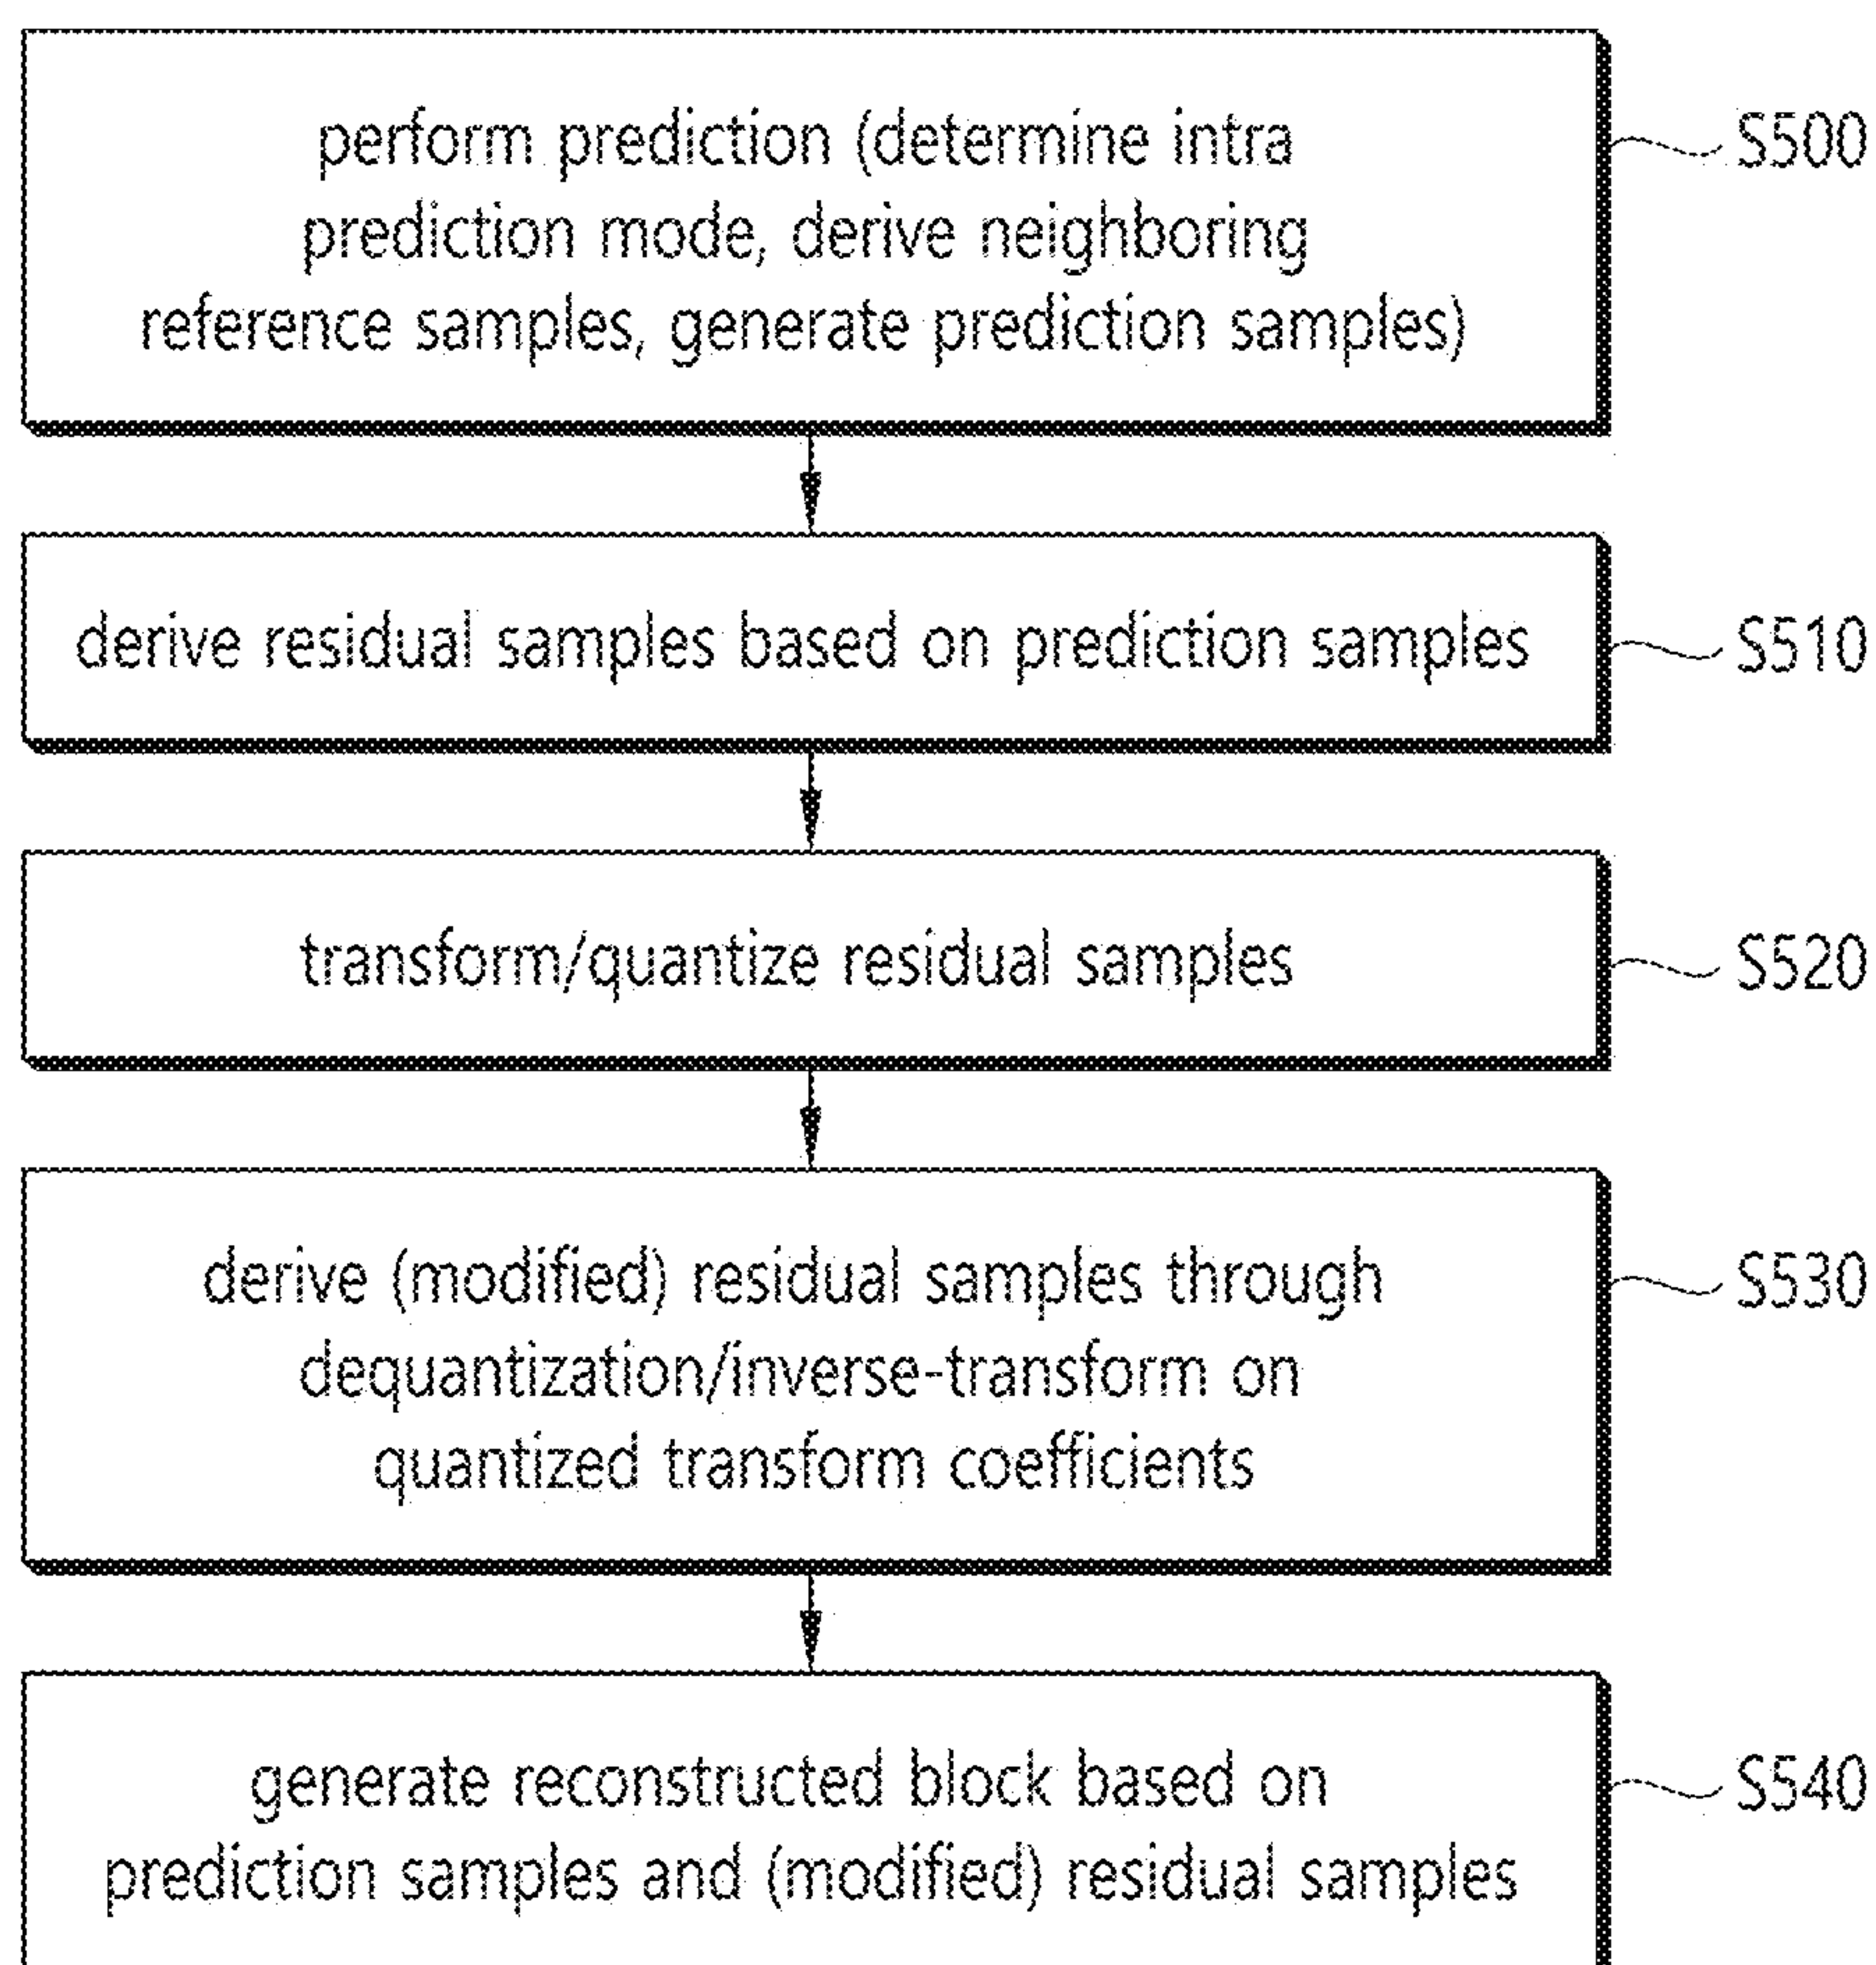 perform prediction (determine intra
prediction mode, derive neighboring
reference samples, generate prediction samples)
S500
derive residual samples based on prediction samples
S510
transform/quantize residual samples
S520
derive (modified) residual samples through
dequantization/inverse-transform on
quantized transform coefficients
S530
generate reconstructed block based on
prediction samples and (modified) residual samples
S540